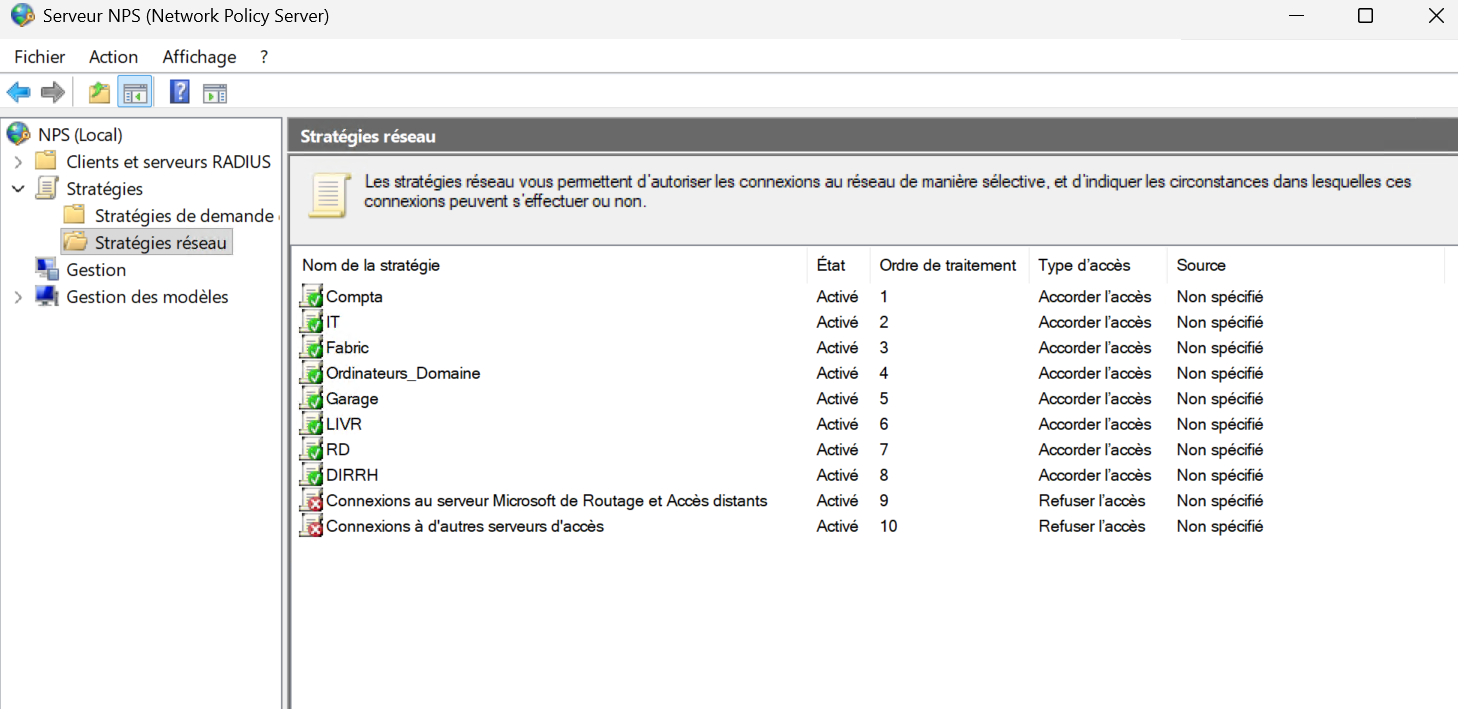 Serveur NPS (Network Policy Server)
Fichier Action Affichage ?
NPS (Local)
Clients et serveurs RADIUS
Stratégies
Stratégies de demande
Stratégies réseau
Gestion
Gestion des modèles
Stratégies réseau
Les stratégies réseau vous permettent d'autoriser les connexions au réseau de manière sélective, et d'indiquer les circonstances dans lesquelles ces
connexions peuvent s'effectuer ou non.
Nom de la stratégie État Ordre de traitement Type d'accès Source
Compta Activé 1 Accorder l'accès Non spécifié
IT Activé 2 Accorder l'accès Non spécifié
Fabric Activé 3 Accorder l'accès Non spécifié
Ordinateurs_Domaine Activé 4 Accorder l'accès Non spécifié
Garage Activé 5 Accorder l'accès Non spécifié
LIVR Activé 6 Accorder l'accès Non spécifié
RD Activé 7 Accorder l'accès Non spécifié
DIRRH Activé 8 Accorder l'accès Non spécifié
Connexions au serveur Microsoft de Routage et Accès distants Activé 9 Refuser l'accès Non spécifié
Connexions à d'autres serveurs d'accès Activé 10 Refuser l'accès Non spécifié